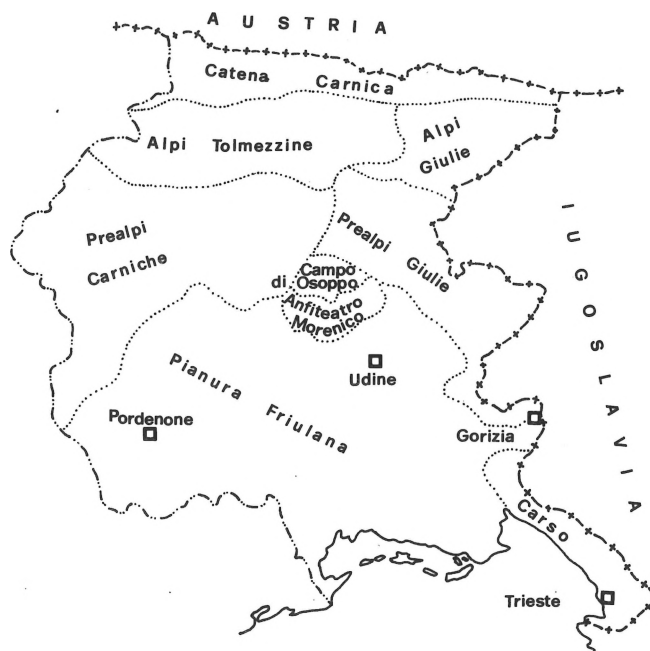 AUSTRIA
Catena Carnica
Alpi Tolmezzine
Alpi
Giulie
IUGOSLAVIA
Prealpi
Carniche
Prealpi
Giulie
Campo
di Osoppo
Anfiteatro
Morenico
Udine
Pianura Friulana
Pordenone
Gorizia
Carso
Trieste